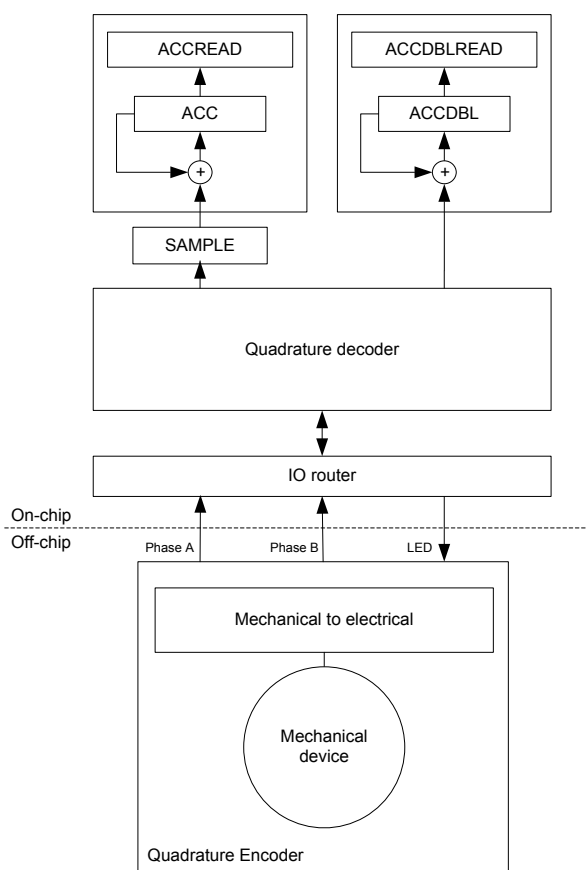 ACCREAD
ACCDBLREAD
ACC
ACCDBL
+
+
SAMPLE
Quadrature decoder
IO router
On-chip
Off-chip
Phase A
Phase B
LED
Mechanical to electrical
Mechanical
device
Quadrature Encoder